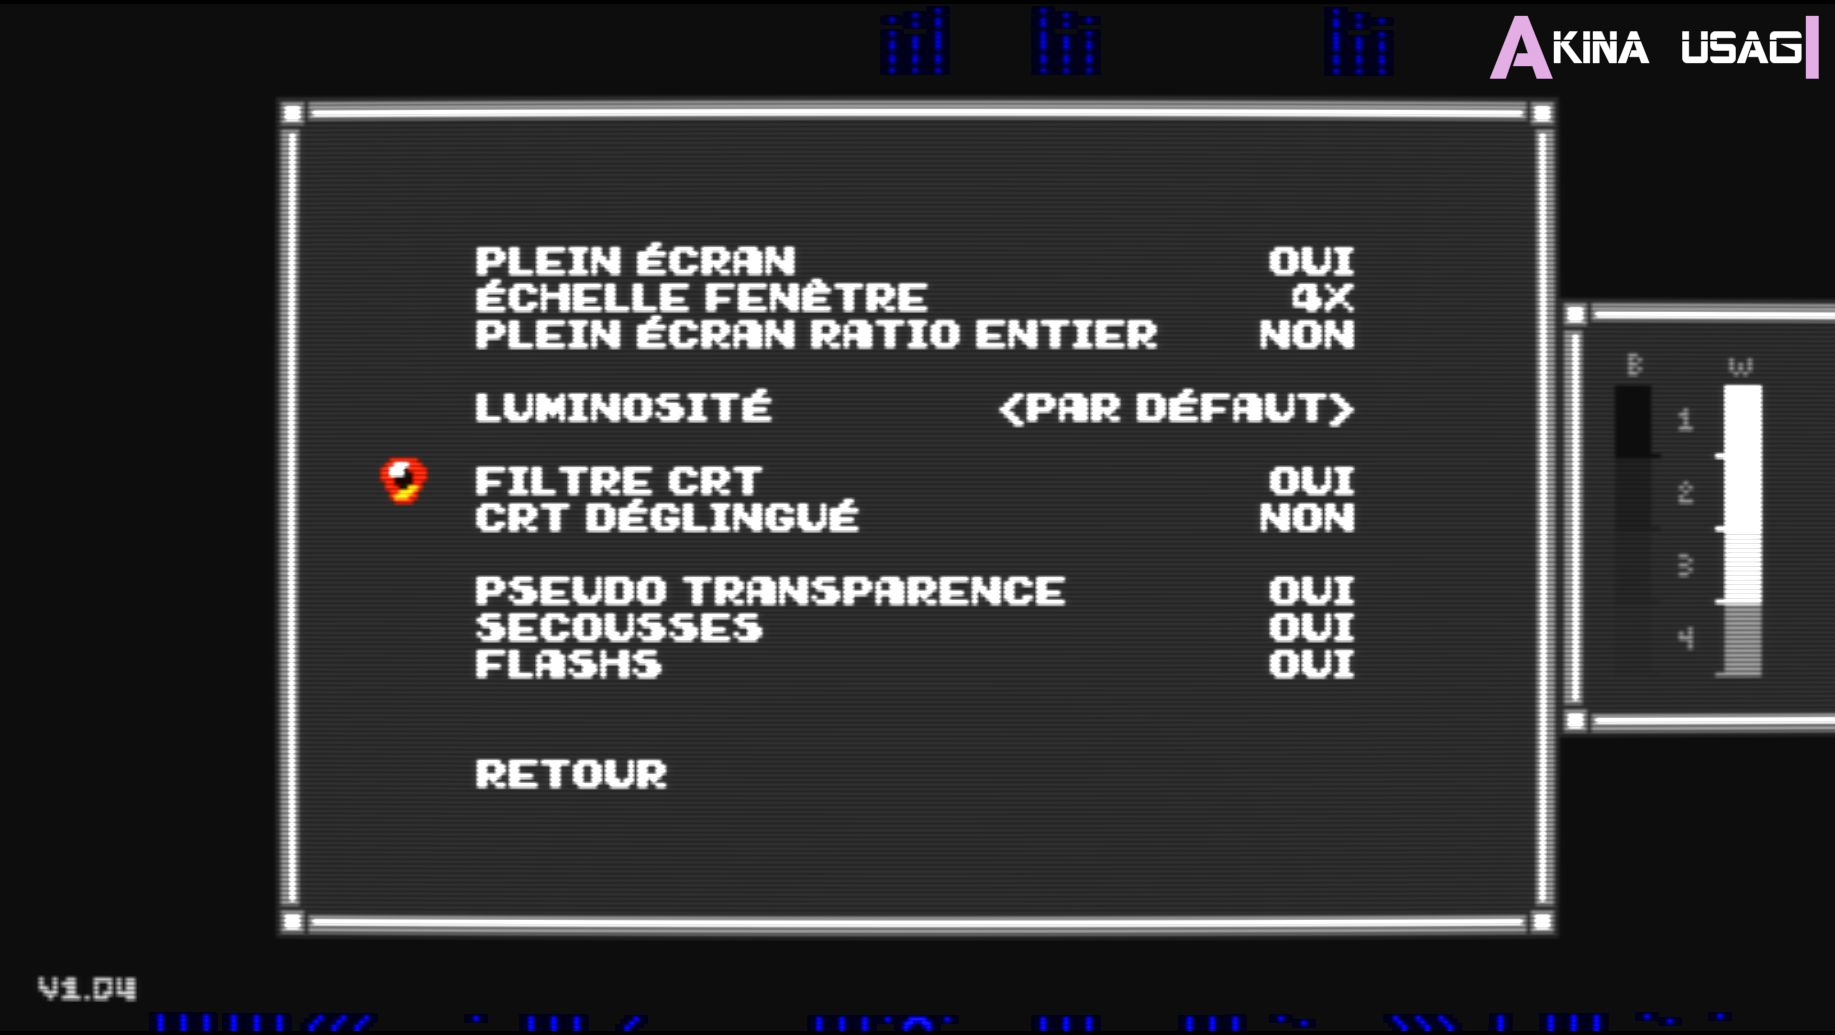 AKINA USAGI
PLEIN ÉCRAN OUI
ÉCHELLE FENÊTRE 4X
PLEIN ÉCRAN RATIO ENTIER NON
LUMINOSITÉ <PAR DÉFAUT>
FILTRE CRT OUI
CRT DÉGLINGUÉ NON
PSEUDO TRANSPARENCE OUI
SECOUSSES OUI
FLASHS OUI
RETOUR
B W
1
2
3
4
V1.04